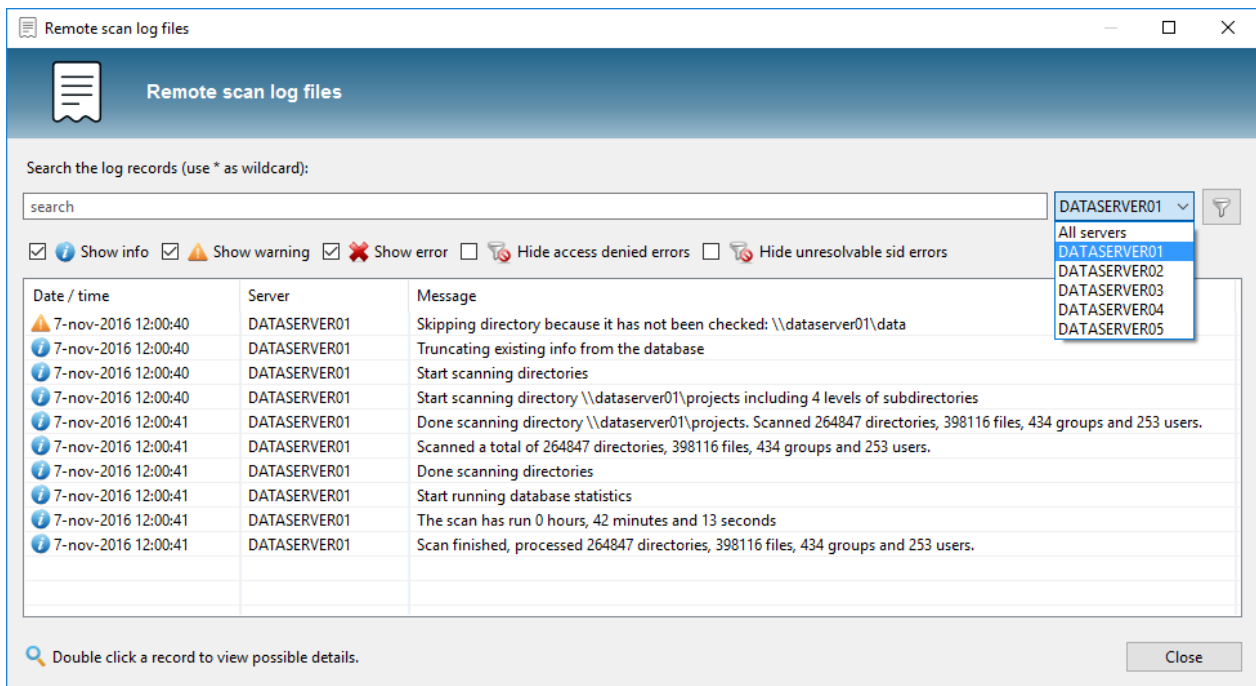 Remote scan log files
Remote scan log files
Search the log records (use * as wildcard):
search
DATASERVER01
All servers
DATASERVER01
DATASERVER02
DATASERVER03
DATASERVER04
DATASERVER05
Show info Show warning Show error Hide access denied errors Hide unresolvable sid errors
Date / time Server Message
7-nov-2016 12:00:40 DATASERVER01 Skipping directory because it has not been checked: \\dataserver01\data
7-nov-2016 12:00:40 DATASERVER01 Truncating existing info from the database
7-nov-2016 12:00:40 DATASERVER01 Start scanning directories
7-nov-2016 12:00:40 DATASERVER01 Start scanning directory \\dataserver01\projects including 4 levels of subdirectories
7-nov-2016 12:00:41 DATASERVER01 Done scanning directory \\dataserver01\projects. Scanned 264847 directories, 398116 files, 434 groups and 253 users.
7-nov-2016 12:00:41 DATASERVER01 Scanned a total of 264847 directories, 398116 files, 434 groups and 253 users.
7-nov-2016 12:00:41 DATASERVER01 Done scanning directories
7-nov-2016 12:00:41 DATASERVER01 Start running database statistics
7-nov-2016 12:00:41 DATASERVER01 The scan has run 0 hours, 42 minutes and 13 seconds
7-nov-2016 12:00:41 DATASERVER01 Scan finished, processed 264847 directories, 398116 files, 434 groups and 253 users.
Double click a record to view possible details.
Close